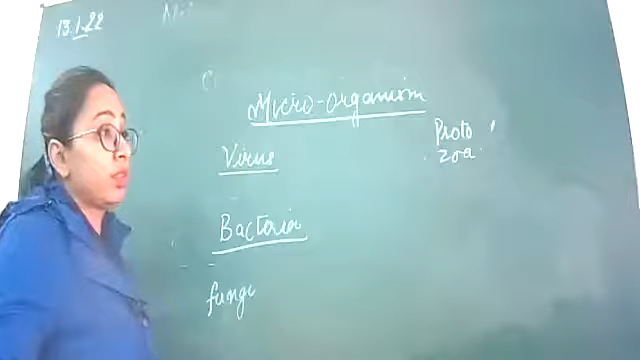 13.1.22
Micro-organism
Virus
Proto
zoa
Bacteria
fungi